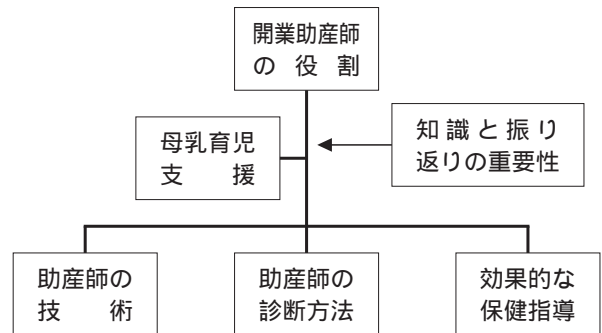 開業助産師
の役割
母乳育児
支援
知識と振り
返りの重要性
助産師の
技術
助産師の
診断方法
効果的な
保健指導